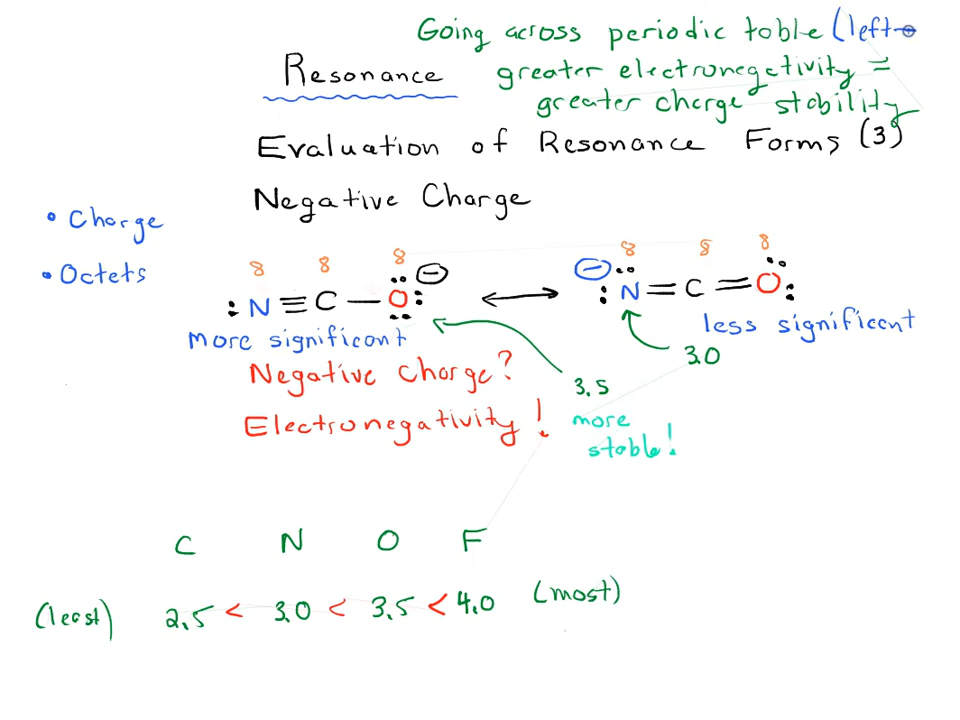 Going across periodic table (left→
Resonance
greater electronegativity =
greater charge stability
Evaluation of Resonance Forms (3)
Negative Charge
• Charge
• Octets
8 8 8 8 8 8
:N≡C—O: ⊖ ↔ ⊖ :N=C=O:
more significant
less significant
3.0
Negative Charge?
3.5
Electronegativity!
more
stable!
C N O F
(least) 2.5 < 3.0 < 3.5 < 4.0 (most)